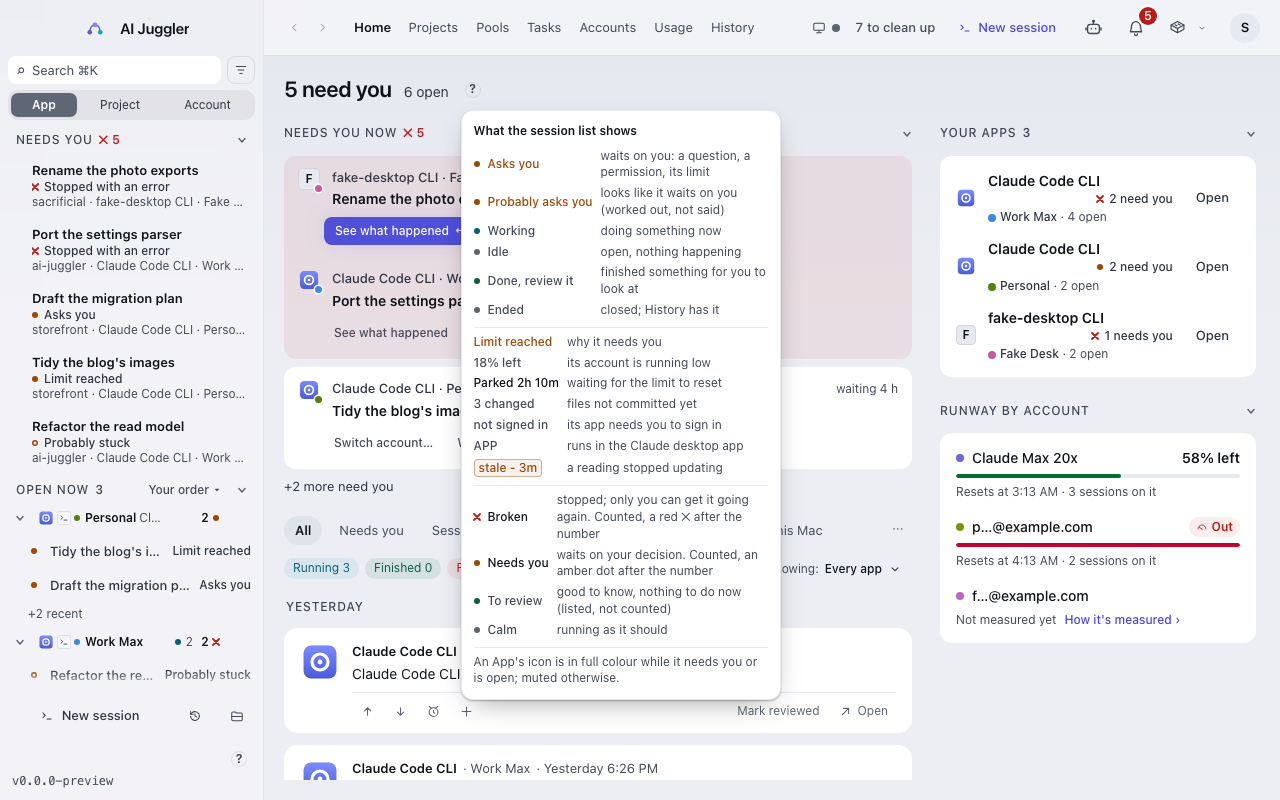 AI Juggler
Search ⌘K
App Project Account
NEEDS YOU 5
Rename the photo exports
Stopped with an error
sacrificial · fake-desktop CLI · Fake ...
Port the settings parser
Stopped with an error
ai-juggler · Claude Code CLI · Work ...
Draft the migration plan
Asks you
storefront · Claude Code CLI · Perso...
Tidy the blog's images
Limit reached
storefront · Claude Code CLI · Perso...
Refactor the read model
Probably stuck
ai-juggler · Claude Code CLI · Work ...
OPEN NOW 3 Your order
Personal Cl... 2
Tidy the blog's i... Limit reached
Draft the migration p... Asks you
+2 recent
Work Max 2 2
Refactor the re... Probably stuck
New session
?
v0.0.0-preview
Home Projects Pools Tasks Accounts Usage History
7 to clean up
New session
5
S
5 need you 6 open ?
NEEDS YOU NOW 5
F
fake-desktop CLI · Fa
Rename the photo
See what happened
Claude Code CLI · Wo
Port the settings pa
See what happened
Claude Code CLI · Pe
waiting 4 h
Tidy the blog's ima
Switch account...
+2 more need you
All Needs you Sess
his Mac
...
Running 3 Finished 0 F
owing: Every app
YESTERDAY
Claude Code CLI
Claude Code CLI
Mark reviewed Open
Claude Code CLI · Work Max · Yesterday 6:26 PM
What the session list shows
Asks you waits on you: a question, a
permission, its limit
Probably asks you looks like it waits on you
(worked out, not said)
Working doing something now
Idle open, nothing happening
Done, review it finished something for you to
look at
Ended closed; History has it
Limit reached why it needs you
18% left its account is running low
Parked 2h 10m waiting for the limit to reset
3 changed files not committed yet
not signed in its app needs you to sign in
APP runs in the Claude desktop app
stale - 3m a reading stopped updating
Broken stopped; only you can get it going
again. Counted, a red ✕ after the
number
Needs you waits on your decision. Counted, an
amber dot after the number
To review good to know, nothing to do now
(listed, not counted)
Calm running as it should
An App's icon is in full colour while it needs you or
is open; muted otherwise.
YOUR APPS 3
Claude Code CLI
2 need you Open
Work Max · 4 open
Claude Code CLI
2 need you Open
Personal · 2 open
F
fake-desktop CLI
1 needs you Open
Fake Desk · 2 open
RUNWAY BY ACCOUNT
Claude Max 20x 58% left
Resets at 3:13 AM · 3 sessions on it
p...@example.com Out
Resets at 4:13 AM · 2 sessions on it
f...@example.com
Not measured yet How it's measured ›